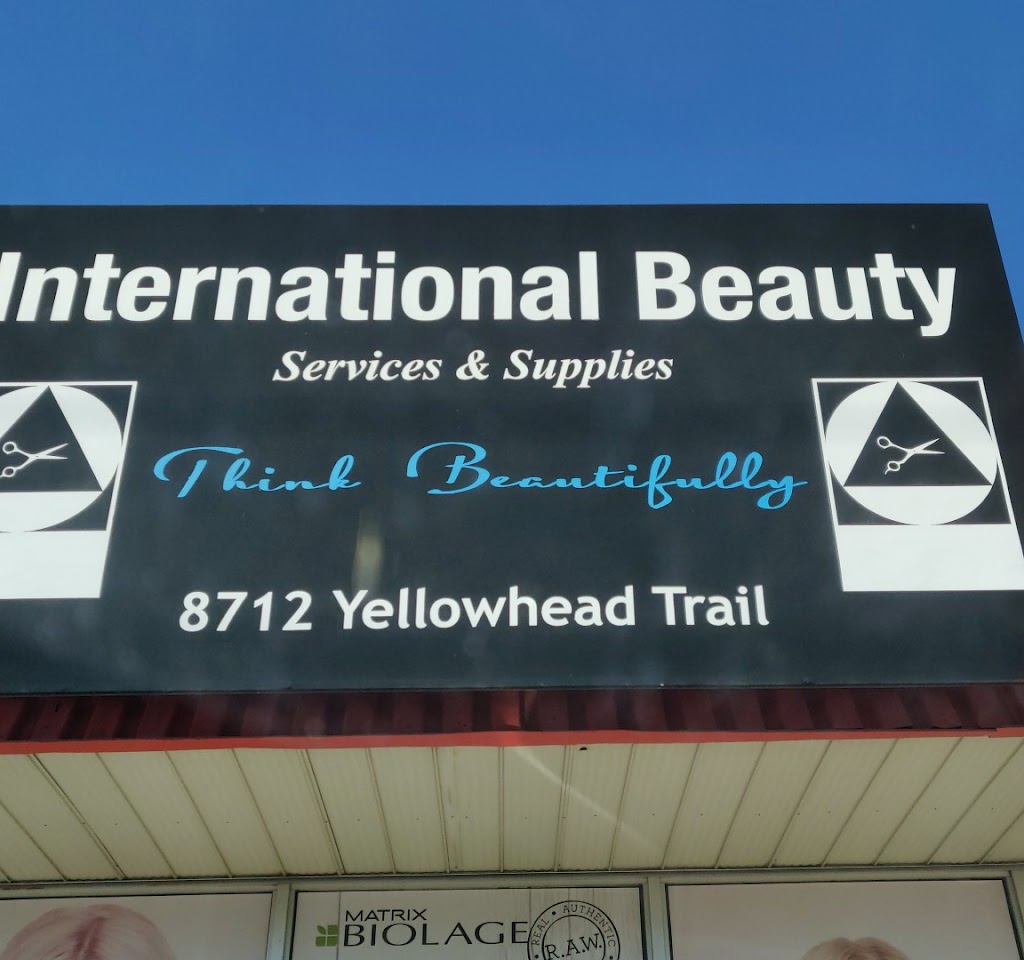 International Beauty
Services & Supplies
Think Beautifully
8712 Yellowhead Trail
MATRIX
BIOLAGE
REAL • AUTHENTIC
R.A.W.